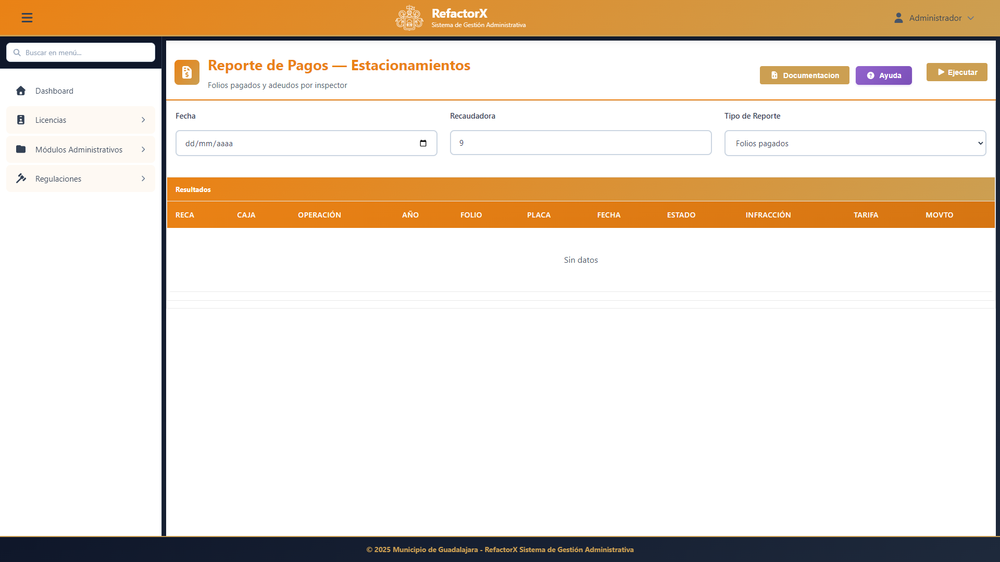 RefactorX
Sistema de Gestión Administrativa
Administrador
Buscar en menú...
Dashboard
Licencias
Módulos Administrativos
Regulaciones
Reporte de Pagos — Estacionamientos
Folios pagados y adeudos por inspector
Documentacion
Ayuda
Ejecutar
Fecha
Recaudadora
Tipo de Reporte
dd/mm/aaaa
9
Folios pagados
Resultados
RECA CAJA OPERACIÓN AÑO FOLIO PLACA FECHA ESTADO INFRACCIÓN TARIFA MOVTO
Sin datos
© 2025 Municipio de Guadalajara - RefactorX Sistema de Gestión Administrativa